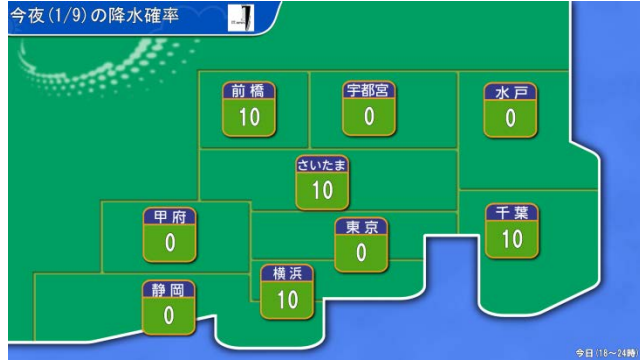 今夜(1/9)の降水確率
前橋
10
宇都宮
0
水戸
0
さいたま
10
甲府
0
東京
0
千葉
10
静岡
0
横浜
10
今日(18～24時)